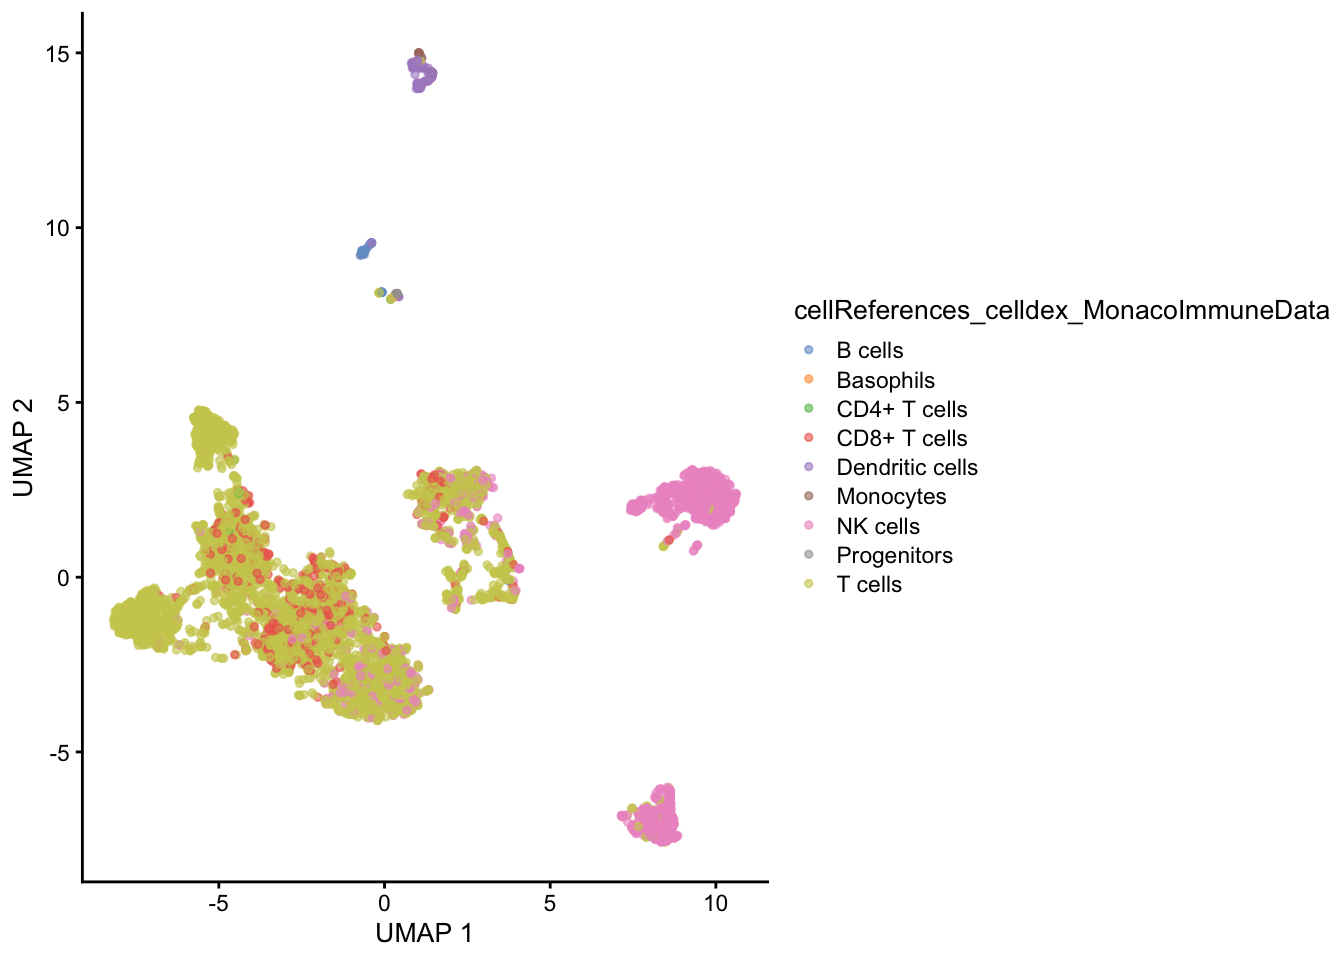 15
10
5
0
-5
UMAP 2
-5
0
5
10
UMAP 1
cellReferences_celldex_MonacoImmuneData
B cells
Basophils
CD4+ T cells
CD8+ T cells
Dendritic cells
Monocytes
NK cells
Progenitors
T cells